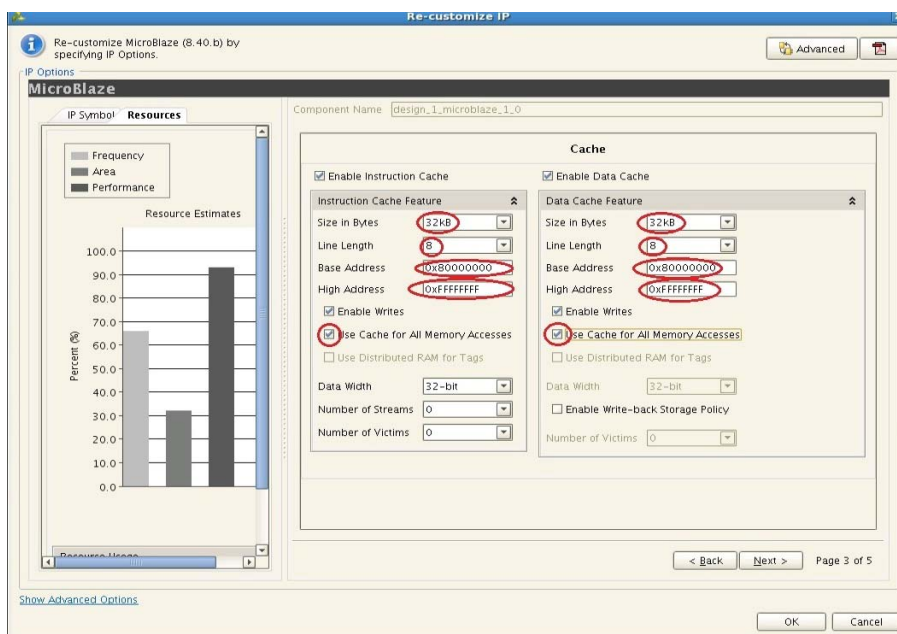 Re-customize IP
Re-customize MicroBlaze (8.40.b) by
specifying IP Options.
Advanced
IP Options
MicroBlaze
IP Symbol Resources
Frequency
Area
Performance
Resource Estimates
100.0
90.0
80.0
70.0
60.0
50.0
40.0
30.0
20.0
10.0
0.0
Percent (%)
Component Name design_1_microblaze_1_0
Cache
Enable Instruction Cache
Instruction Cache Feature
Size in Bytes 32kB
Line Length 8
Base Address 0x80000000
High Address 0xFFFFFFFF
Enable Writes
Use Cache for All Memory Accesses
Use Distributed RAM for Tags
Data Width 32-bit
Number of Streams 0
Number of Victims 0
Enable Data Cache
Data Cache Feature
Size in Bytes 32kB
Line Length 8
Base Address 0x80000000
High Address 0xFFFFFFFF
Enable Writes
Use Cache for All Memory Accesses
Use Distributed RAM for Tags
Data Width 32-bit
Enable Write-back Storage Policy
Number of Victims 0
< Back Next > Page 3 of 5
Show Advanced Options
OK Cancel